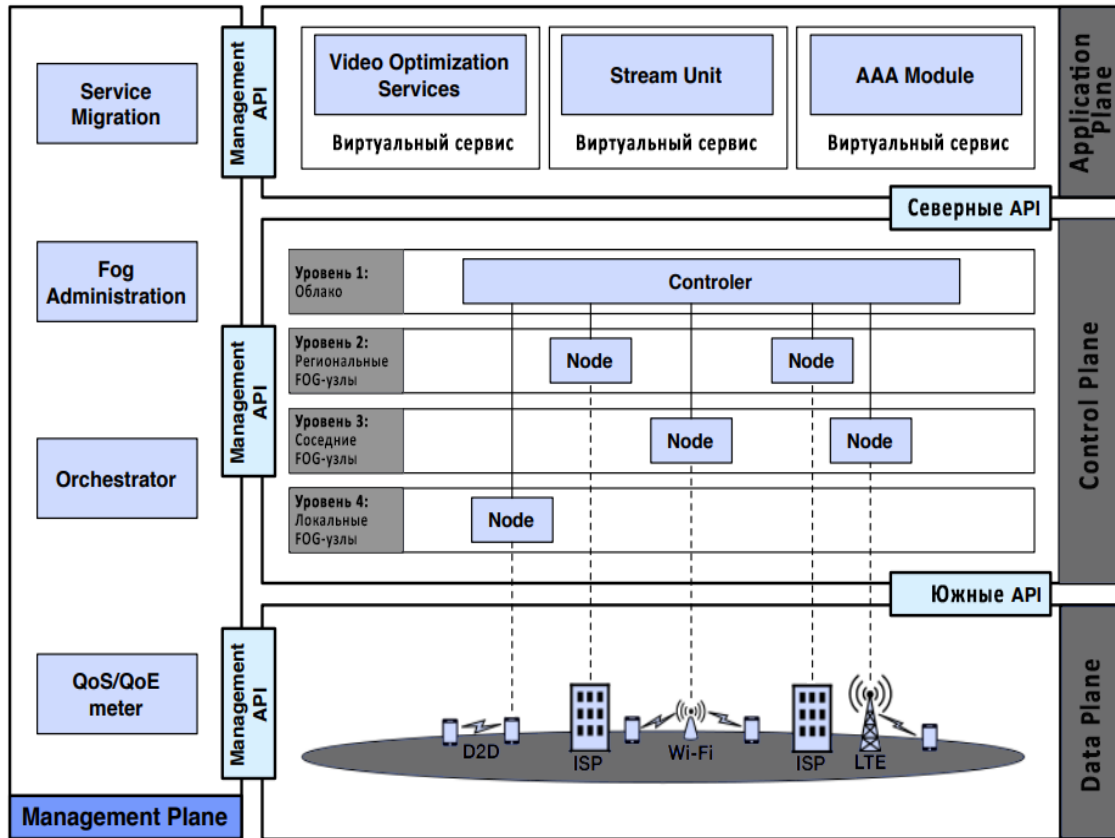 Service
Migration
Fog
Administration
Orchestrator
QoS/QoE
meter
Management Plane
Management
API
Management
API
Management
API
Video Optimization
Services
Виртуальный сервис
Stream Unit
Виртуальный сервис
AAA Module
Виртуальный сервис
Application
Plane
Северные API
Уровень 1:
Облако
Controler
Уровень 2:
Региональные
FOG-узлы
Node
Node
Уровень 3:
Соседние
FOG-узлы
Node
Node
Уровень 4:
Локальные
FOG-узлы
Node
Control Plane
Южные API
D2D
ISP
Wi-Fi
ISP
LTE
Data Plane